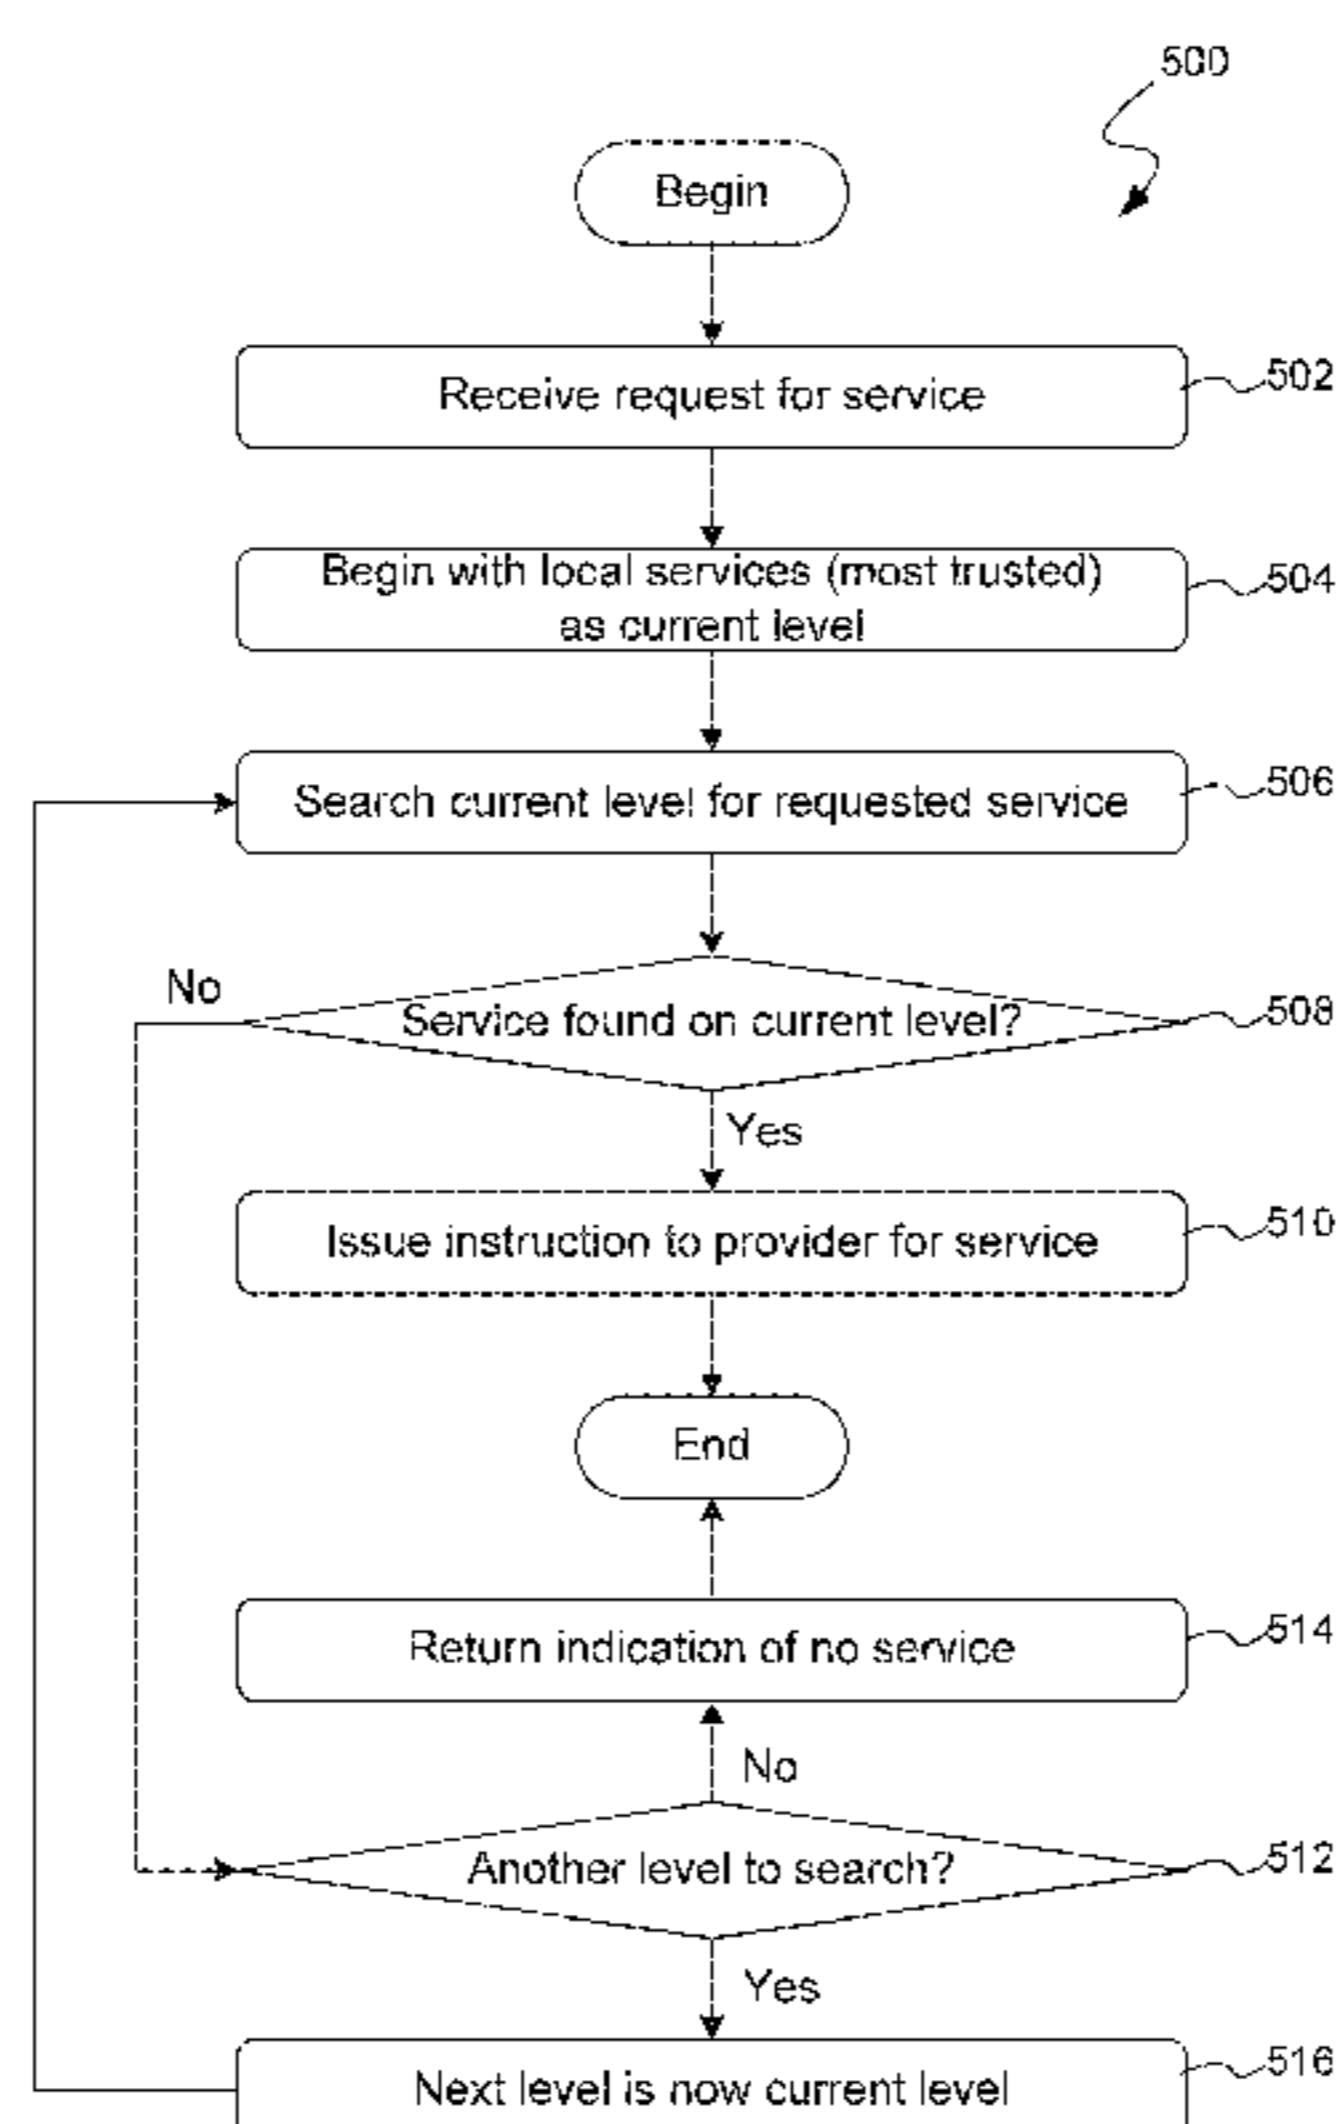 500
Begin
Receive request for service
502
Begin with local services (most trusted)
as current level
504
Search current level for requested service
506
No
Service found on current level?
508
Yes
Issue instruction to provider for service
510
End
Return indication of no service
514
No
Another level to search?
512
Yes
Next level is now current level
516